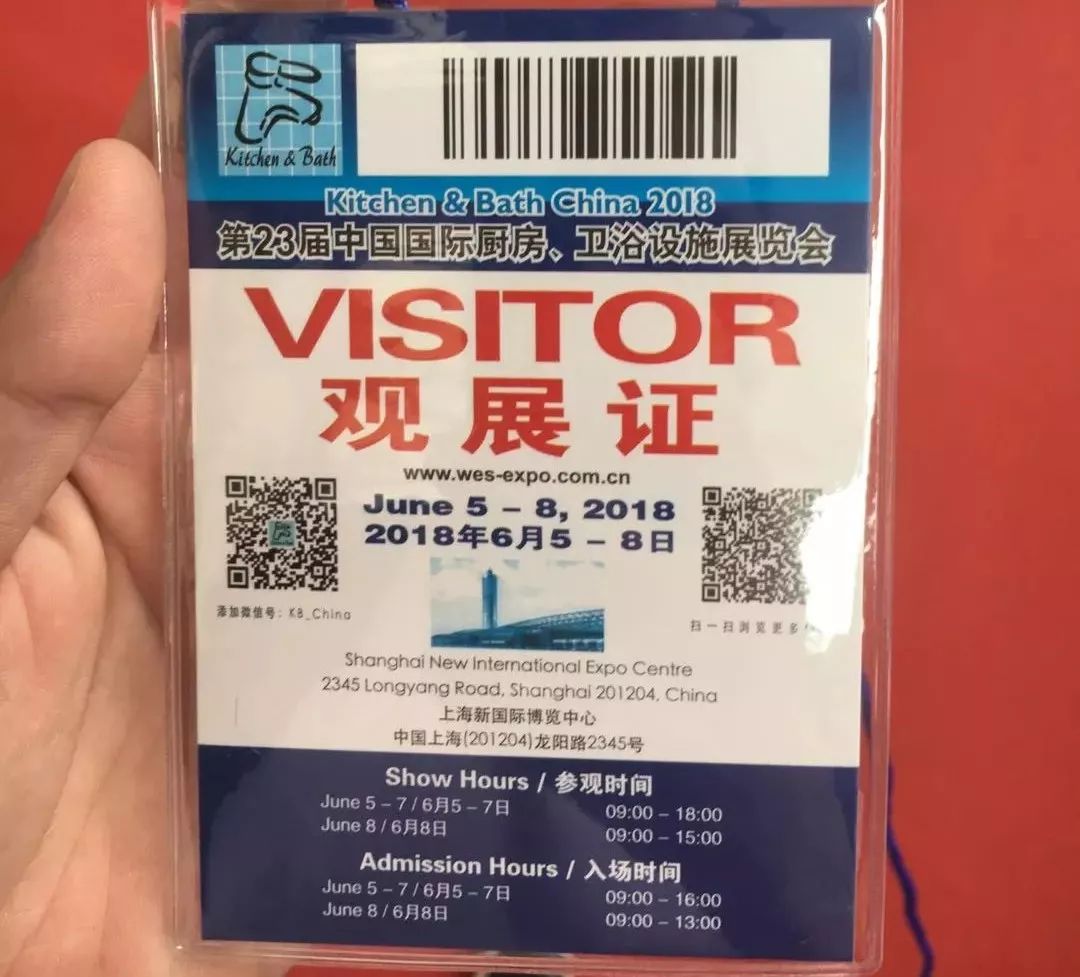 Kitchen & Bath
Kitchen & Bath China 2018
第23届中国国际厨房、卫浴设施展览会
VISITOR
观展证
www.wes-expo.com.cn
June 5 – 8, 2018
2018年6月5 – 8日
添加微信号：KB_China
扫一扫浏览更多
Shanghai New International Expo Centre
2345 Longyang Road, Shanghai 201204, China
上海新国际博览中心
中国上海(201204)龙阳路2345号
Show Hours / 参观时间
June 5 – 7 / 6月5 – 7日 09:00 – 18:00
June 8 / 6月8日 09:00 – 15:00
Admission Hours / 入场时间
June 5 – 7 / 6月5 – 7日 09:00 – 16:00
June 8 / 6月8日 09:00 – 13:00